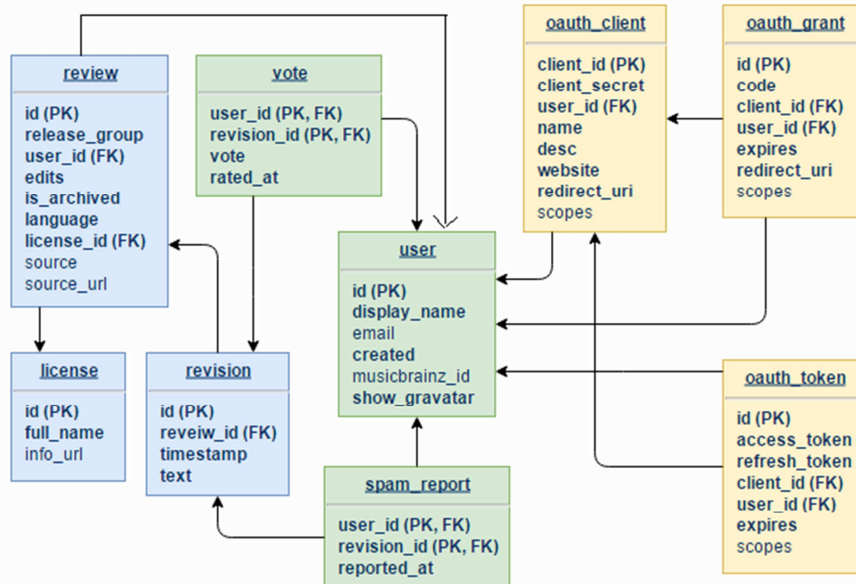 review
id (PK)
release_group
user_id (FK)
edits
is_archived
language
license_id (FK)
source
source_url
vote
user_id (PK, FK)
revision_id (PK, FK)
vote
rated_at
oauth_client
client_id (PK)
client_secret
user_id (FK)
name
desc
website
redirect_uri
scopes
oauth_grant
id (PK)
code
client_id (FK)
user_id (FK)
expires
redirect_uri
scopes
user
id (PK)
display_name
email
created
musicbrainz_id
show_gravatar
license
id (PK)
full_name
info_url
revision
id (PK)
reveiw_id (FK)
timestamp
text
oauth_token
id (PK)
access_token
refresh_token
client_id (FK)
user_id (FK)
expires
scopes
spam_report
user_id (PK, FK)
revision_id (PK, FK)
reported_at